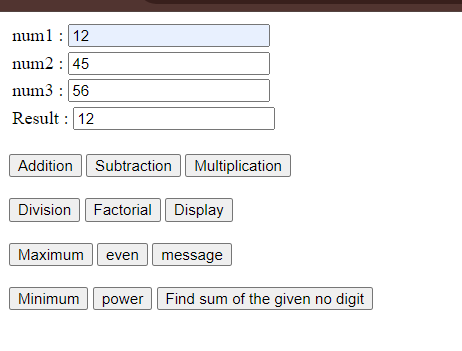 num1 : 12
num2 : 45
num3 : 56
Result : 12
Addition Subtraction Multiplication
Division Factorial Display
Maximum even message
Minimum power Find sum of the given no digit